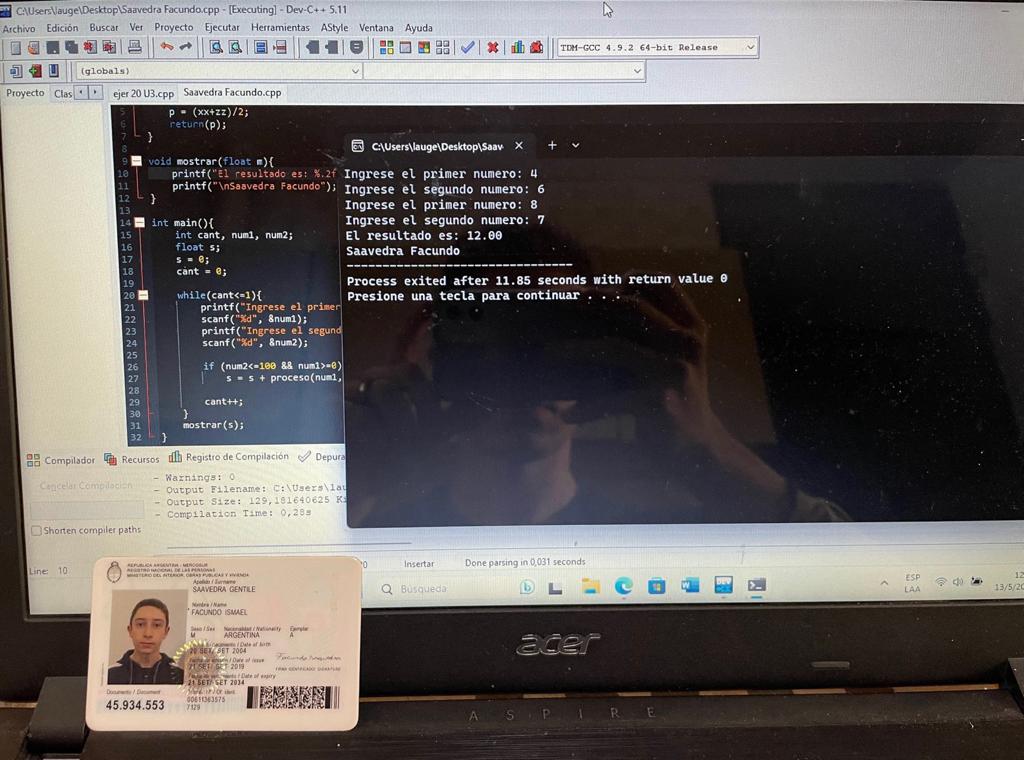 C:\Users\lauge\Desktop\Saavedra Facundo.cpp - [Executing] - Dev-C++ 5.11
Archivo Edición Buscar Ver Proyecto Ejecutar Herramientas AStyle Ventana Ayuda
TDM-GCC 4.9.2 64-bit Release
(globals)
Proyecto Clas ejer 20 U3.cpp Saavedra Facundo.cpp
5 p = (xx+zz)/2;
6 return(p);
7 }
8
9 void mostrar(float m){
10 printf("El resultado es: %.2f
11 printf("\nSaavedra Facundo");
12 }
13
14 int main(){
15 int cant, num1, num2;
16 float s;
17 s = 0;
18 cant = 0;
19
20 while(cant<=1){
21 printf("Ingrese el primer
22 scanf("%d", &num1);
23 printf("Ingrese el segund
24 scanf("%d", &num2);
25
26 if (num2<=100 && num1>=0)
27 s = s + proceso(num1,
28
29 cant++;
30 }
31 mostrar(s);
32 }
C:\Users\lauge\Desktop\Saav
Ingrese el primer numero: 4
Ingrese el segundo numero: 6
Ingrese el primer numero: 8
Ingrese el segundo numero: 7
El resultado es: 12.00
Saavedra Facundo
--------------------------------
Process exited after 11.85 seconds with return value 0
Presione una tecla para continuar . . .
Compilador Recursos Registro de Compilación Depura
Cancelar Compilación
- Warnings: 0
- Output Filename: C:\Users\lau
- Output Size: 129,181640625 Ki
- Compilation Time: 0,28s
Shorten compiler paths
Line: 10 Insertar Done parsing in 0,031 seconds
Búsqueda
ESP
LAA
12
13/5/20
acer
ASPIRE
REPUBLICA ARGENTINA - MERCOSUR
REGISTRO NACIONAL DE LAS PERSONAS
MINISTERIO DEL INTERIOR, OBRAS PUBLICAS Y VIVIENDA
Apellido / Surname
SAAVEDRA GENTILE
Nombre / Name
FACUNDO ISMAEL
Sexo / Sex Nacionalidad / Nationality Ejemplar
M ARGENTINA A
Fecha de nacimiento / Date of birth
20 SET/ SET 2004
Fecha de emisión / Date of issue
21 SET/ SET 2019
Date of expiry
21 SET/ SET 2034
Documento / Document
45.934.553
00611363575
7129